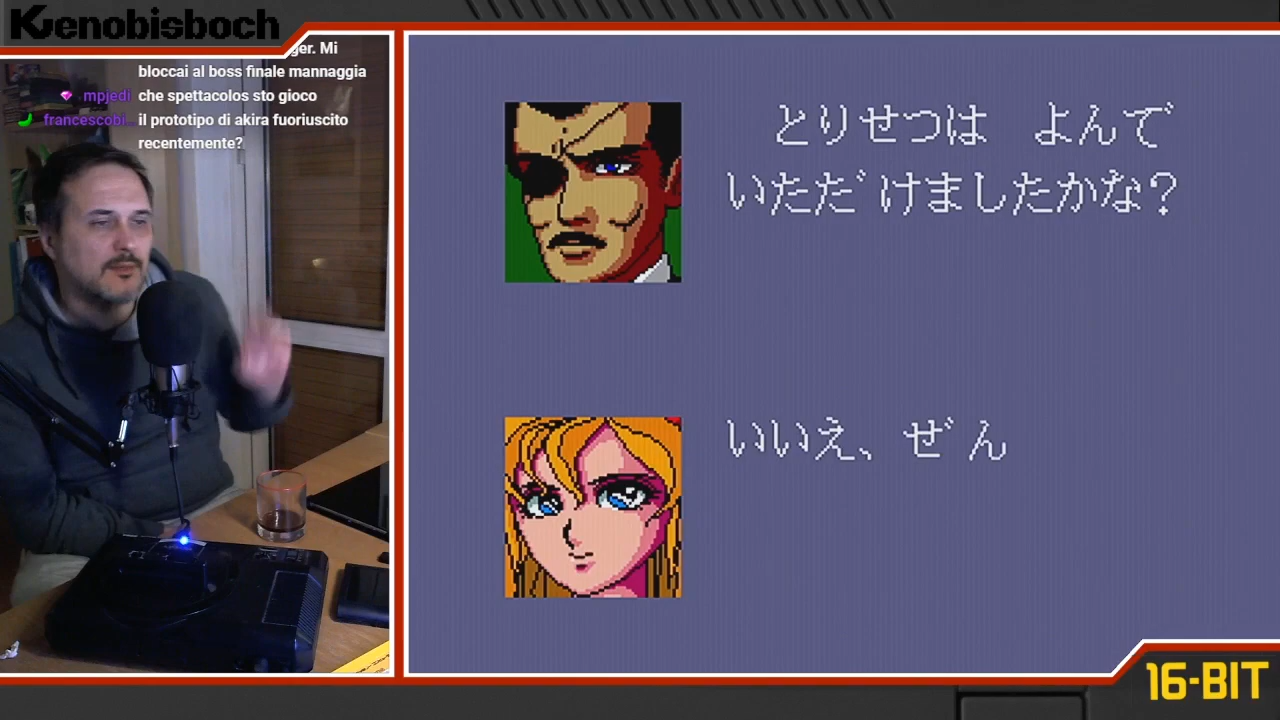 Kenobisboch
ger. Mi
bloccai al boss finale mannaggia
mpjedi che spettacolos sto gioco
francescobi... il prototipo di akira fuoriuscito
recentemente?
とりせつは よんで
いただけましたかな?
いいえ、ぜん
16-BIT